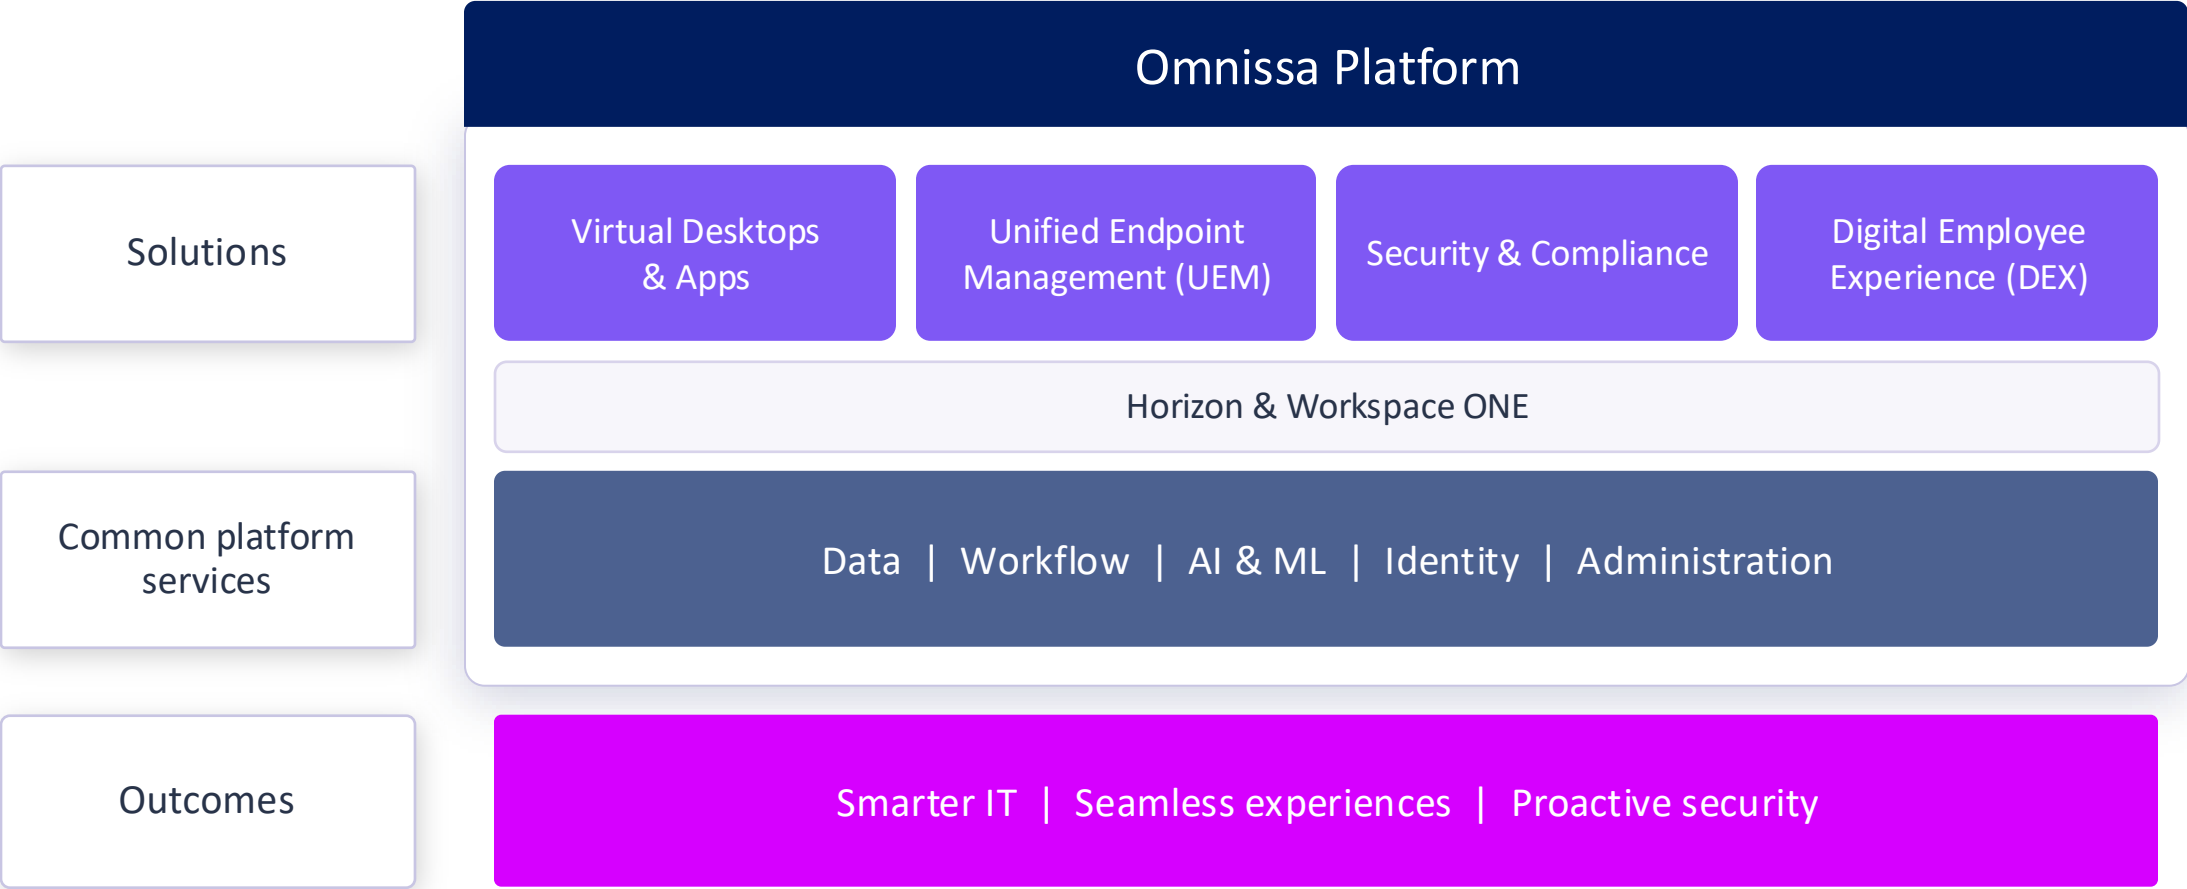 Omnissa Platform
Solutions
Virtual Desktops
& Apps
Unified Endpoint
Management (UEM)
Security & Compliance
Digital Employee
Experience (DEX)
Horizon & Workspace ONE
Common platform
services
Data | Workflow | AI & ML | Identity | Administration
Outcomes
Smarter IT | Seamless experiences | Proactive security